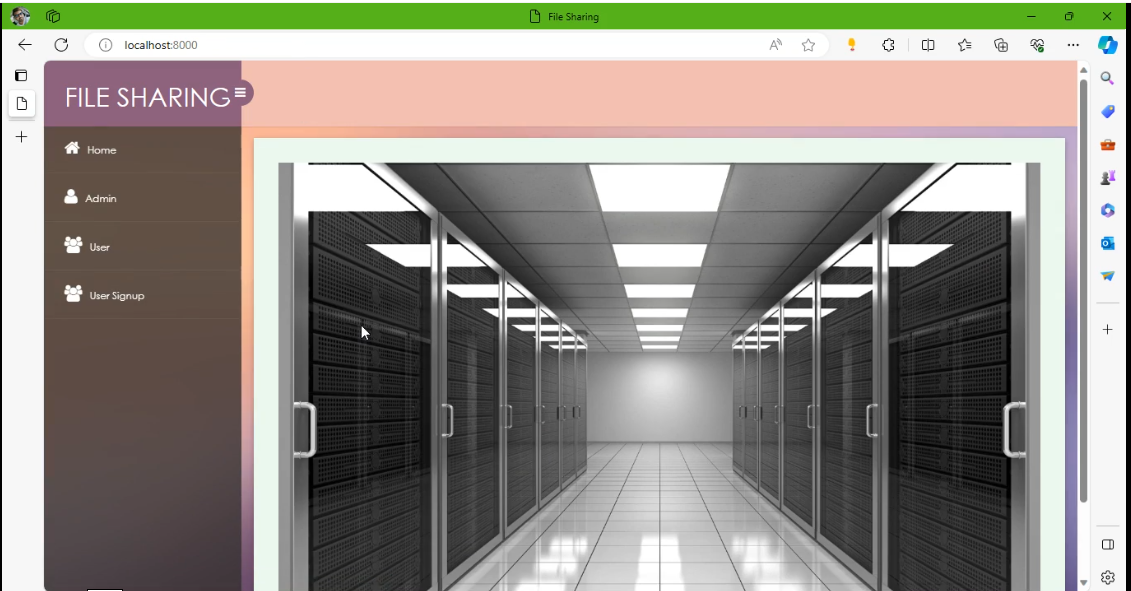 File Sharing
localhost:8000
FILE SHARING
Home
Admin
User
User Signup